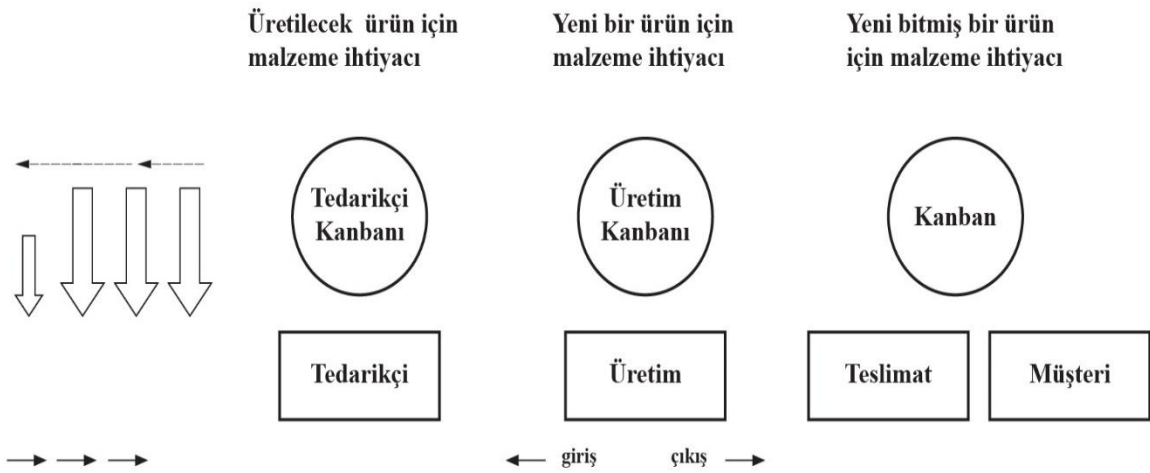 Üretilecek ürün için
malzeme ihtiyacı
Yeni bir ürün için
malzeme ihtiyacı
Yeni bitmiş bir ürün
için malzeme ihtiyacı
Tedarikçi
Kanbanı
Üretim
Kanbanı
Kanban
Tedarikçi
Üretim
Teslimat
Müşteri
giriş
çıkış